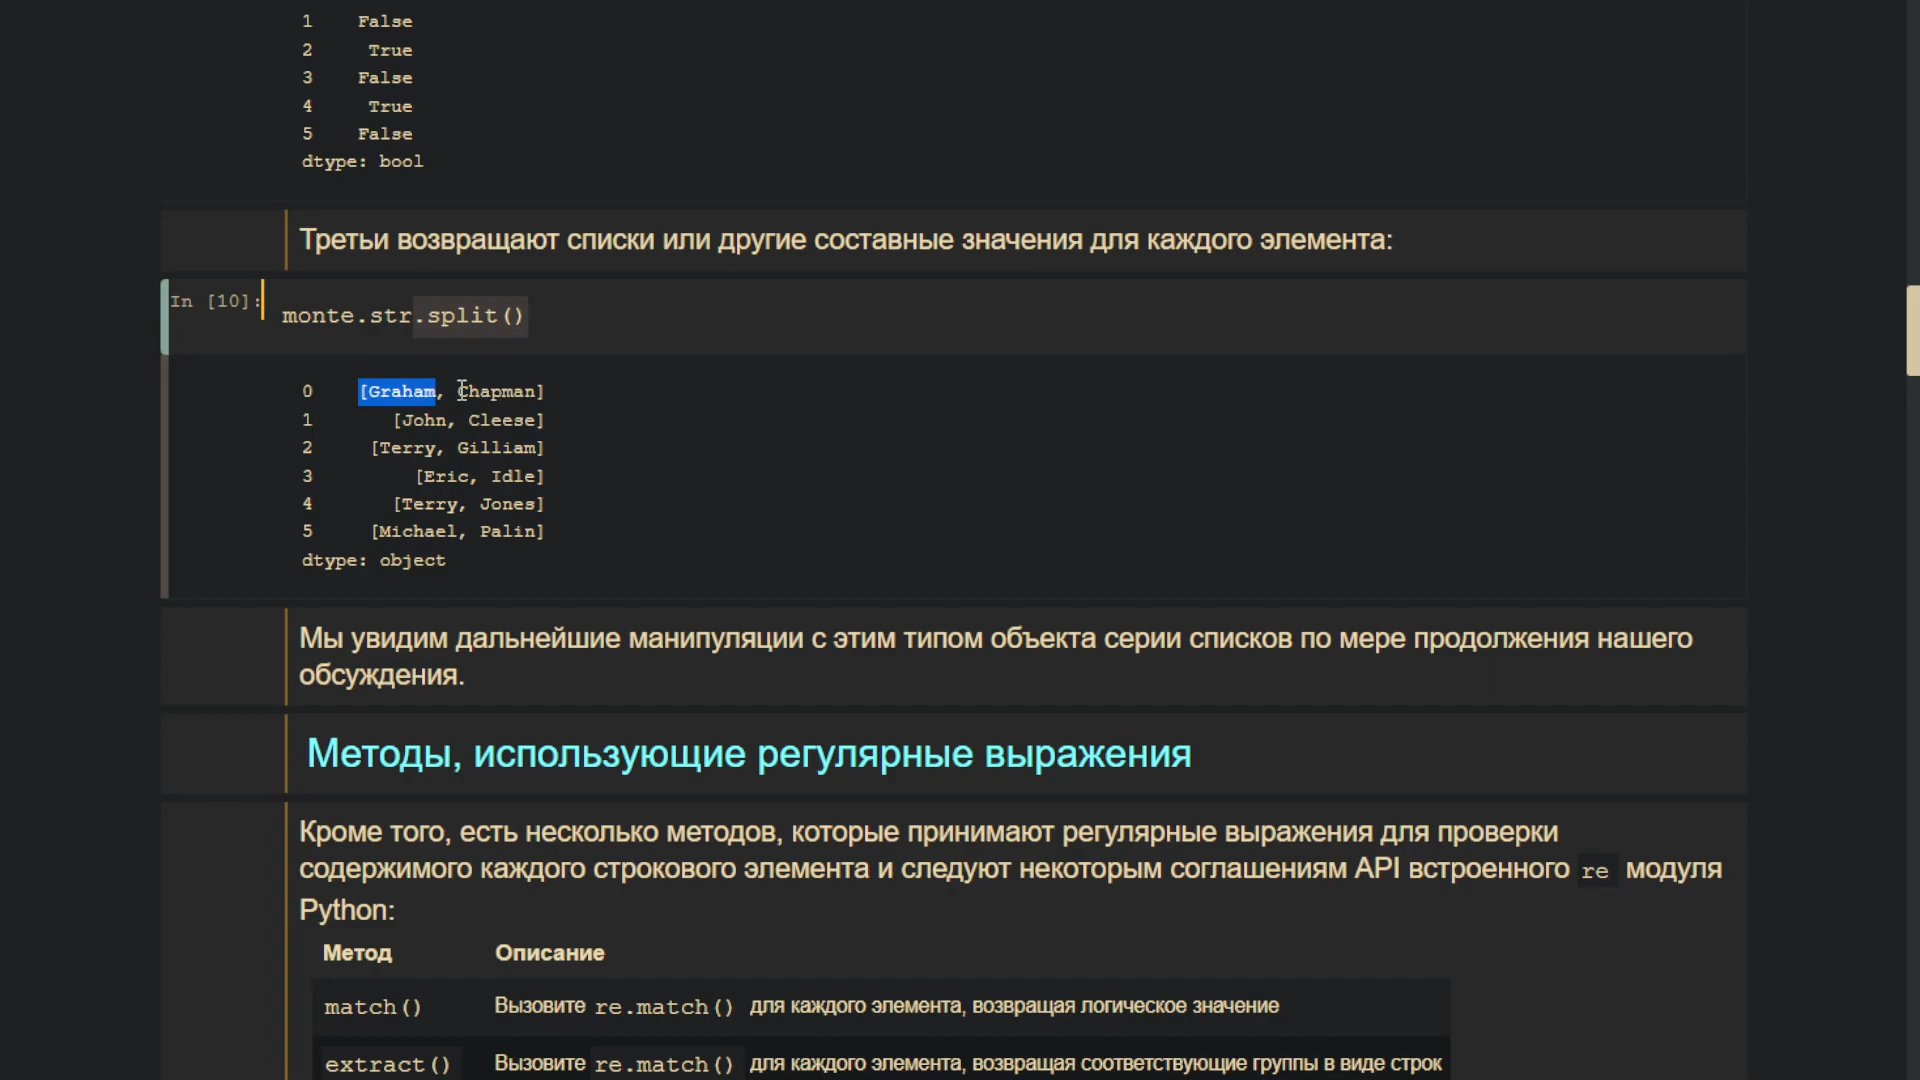 1 False
2 True
3 False
4 True
5 False
dtype: bool
Третьи возвращают списки или другие составные значения для каждого элемента:
In [10]: monte.str.split()
0 [Graham, Chapman]
1 [John, Cleese]
2 [Terry, Gilliam]
3 [Eric, Idle]
4 [Terry, Jones]
5 [Michael, Palin]
dtype: object
Мы увидим дальнейшие манипуляции с этим типом объекта серии списков по мере продолжения нашего
обсуждения.
Методы, использующие регулярные выражения
Кроме того, есть несколько методов, которые принимают регулярные выражения для проверки
содержимого каждого строкового элемента и следуют некоторым соглашениям API встроенного re модуля
Python:
Метод Описание
match() Вызовите re.match() для каждого элемента, возвращая логическое значение
extract() Вызовите re.match() для каждого элемента, возвращая соответствующие группы в виде строк